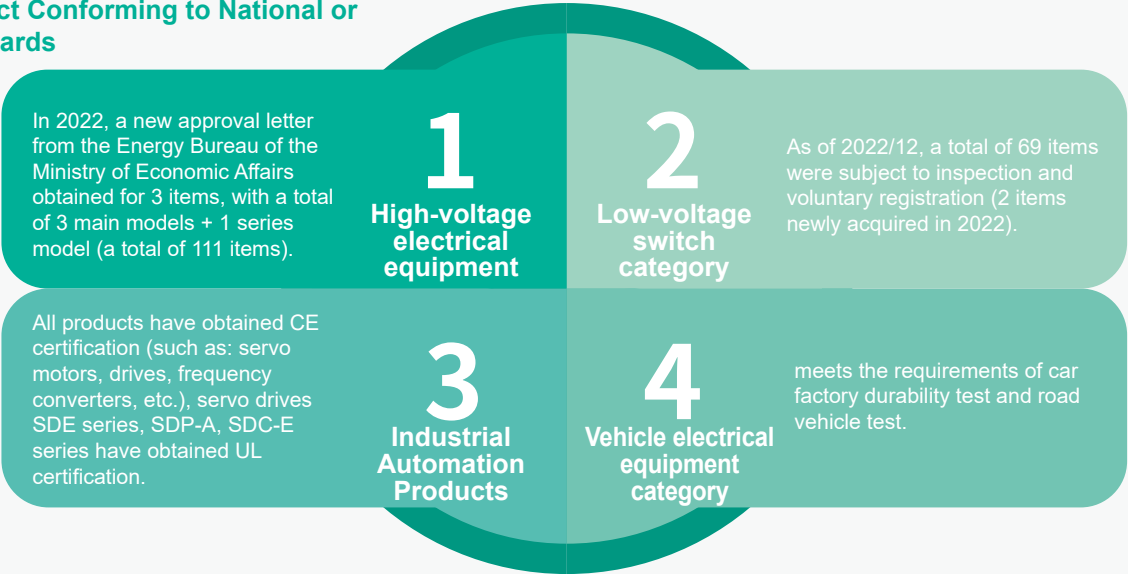 ct Conforming to National or
ards
In 2022, a new approval letter
from the Energy Bureau of the
Ministry of Economic Affairs
obtained for 3 items, with a total
of 3 main models + 1 series
model (a total of 111 items).
1
High-voltage
electrical
equipment
2
Low-voltage
switch
category
As of 2022/12, a total of 69 items
were subject to inspection and
voluntary registration (2 items
newly acquired in 2022).
All products have obtained CE
certification (such as: servo
motors, drives, frequency
converters, etc.), servo drives
SDE series, SDP-A, SDC-E
series have obtained UL
certification.
3
Industrial
Automation
Products
4
Vehicle electrical
equipment
category
meets the requirements of car
factory durability test and road
vehicle test.